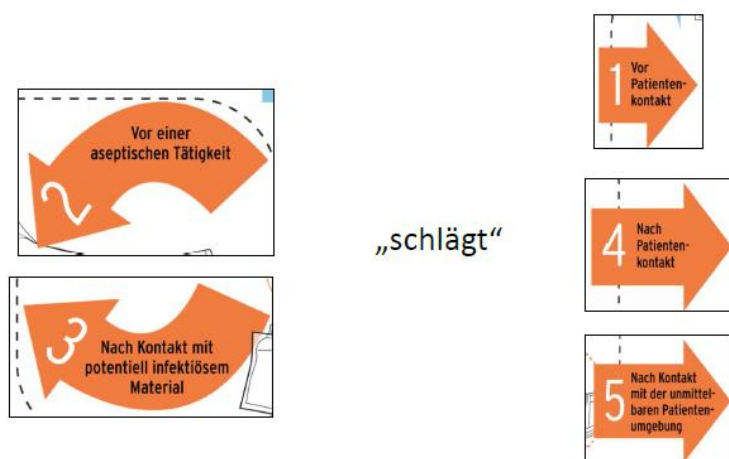 2
Vor einer
aseptischen Tätigkeit
3
Nach Kontakt mit
potentiell infektiösem
Material
„schlägt“
1
Vor
Patienten-
kontakt
4
Nach
Patienten-
kontakt
5
Nach Kontakt
mit der unmittel-
baren Patienten-
umgebung